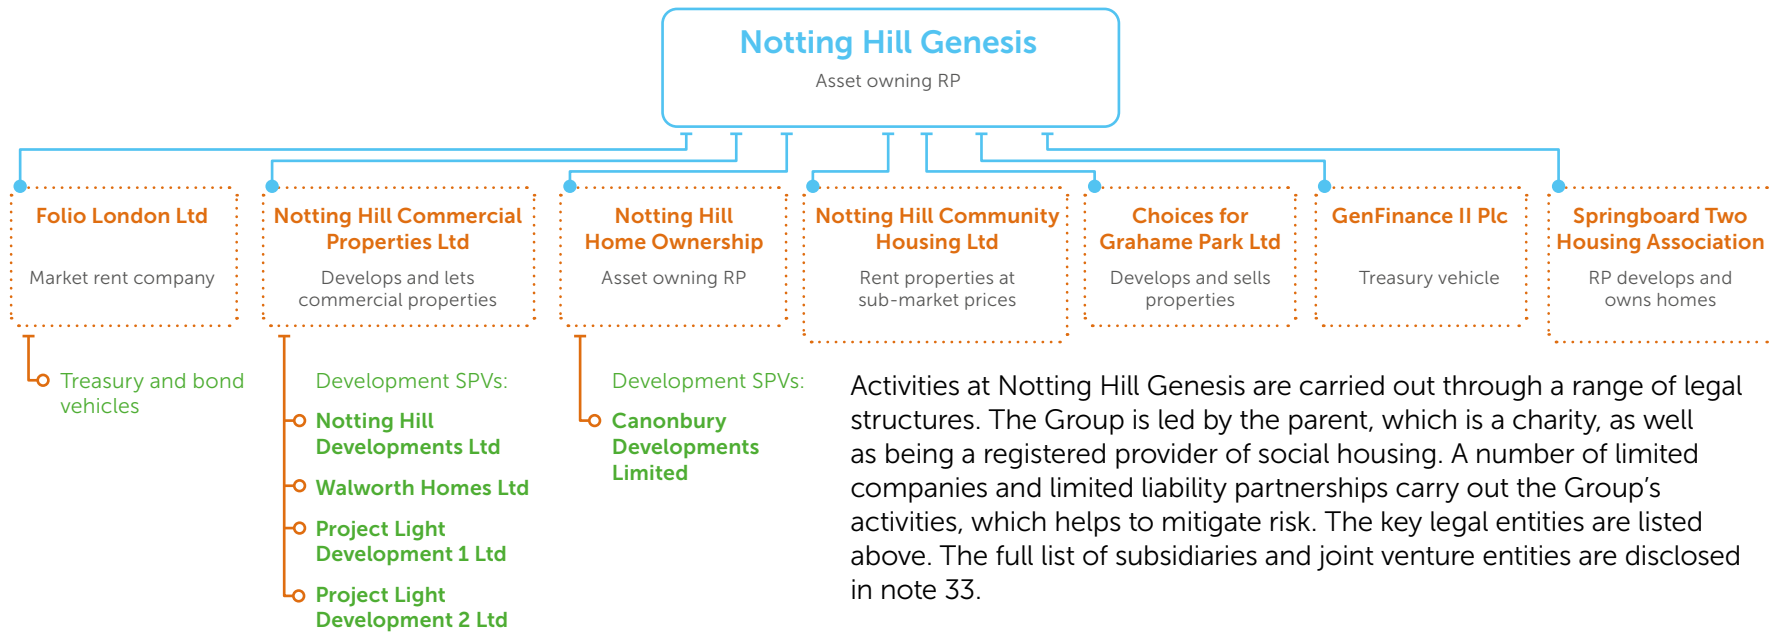 Notting Hill Genesis
Asset owning RP
Folio London Ltd
Market rent company
Treasury and bond
vehicles
Notting Hill Commercial
Properties Ltd
Develops and lets
commercial properties
Development SPVs:
Notting Hill
Developments Ltd
Walworth Homes Ltd
Project Light
Development 1 Ltd
Project Light
Development 2 Ltd
Notting Hill
Home Ownership
Asset owning RP
Development SPVs:
Canonbury
Developments
Limited
Notting Hill Community
Housing Ltd
Rent properties at
sub-market prices
Choices for
Grahame Park Ltd
Develops and sells
properties
GenFinance II Plc
Treasury vehicle
Springboard Two
Housing Association
RP develops and
owns homes
Activities at Notting Hill Genesis are carried out through a range of legal
structures. The Group is led by the parent, which is a charity, as well
as being a registered provider of social housing. A number of limited
companies and limited liability partnerships carry out the Group’s
activities, which helps to mitigate risk. The key legal entities are listed
above. The full list of subsidiaries and joint venture entities are disclosed
in note 33.